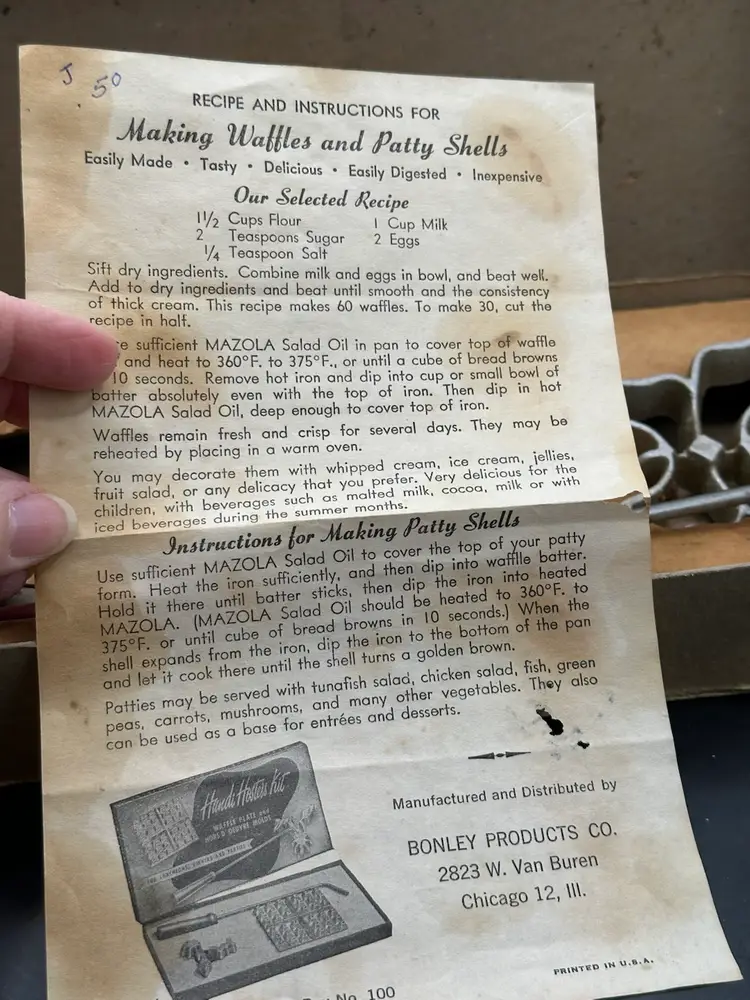 J 50
RECIPE AND INSTRUCTIONS FOR
Making Waffles and Patty Shells
Easily Made • Tasty • Delicious • Easily Digested • Inexpensive
Our Selected Recipe
1 1/2 Cups Flour 1 Cup Milk
2 Teaspoons Sugar 2 Eggs
1/4 Teaspoon Salt
Sift dry ingredients. Combine milk and eggs in bowl, and beat well.
Add to dry ingredients and beat until smooth and the consistency
of thick cream. This recipe makes 60 waffles. To make 30, cut the
recipe in half.
sufficient MAZOLA Salad Oil in pan to cover top of waffle
and heat to 360°F. to 375°F., or until a cube of bread browns
10 seconds. Remove hot iron and dip into cup or small bowl of
batter absolutely even with the top of iron. Then dip in hot
MAZOLA Salad Oil, deep enough to cover top of iron.
Waffles remain fresh and crisp for several days. They may be
reheated by placing in a warm oven.
You may decorate them with whipped cream, ice cream, jellies,
fruit salad, or any delicacy that you prefer. Very delicious for the
children, with beverages such as malted milk, cocoa, milk or with
iced beverages during the summer months.
Instructions for Making Patty Shells
Use sufficient MAZOLA Salad Oil to cover the top of your patty
form. Heat the iron sufficiently, and then dip into waffle batter.
Hold it there until batter sticks, then dip the iron into heated
MAZOLA. (MAZOLA Salad Oil should be heated to 360°F. to
375°F. or until cube of bread browns in 10 seconds.) When the
shell expands from the iron, dip the iron to the bottom of the pan
and let it cook there until the shell turns a golden brown.
Patties may be served with tunafish salad, chicken salad, fish, green
peas, carrots, mushrooms, and many other vegetables. They also
can be used as a base for entrées and desserts.
Handi Hostess Kit
WAFFLE PLATE and
HORS D'OEUVRE MOLDS
Manufactured and Distributed by
BONLEY PRODUCTS CO.
2823 W. Van Buren
Chicago 12, Ill.
PRINTED IN U.S.A.
No. 100